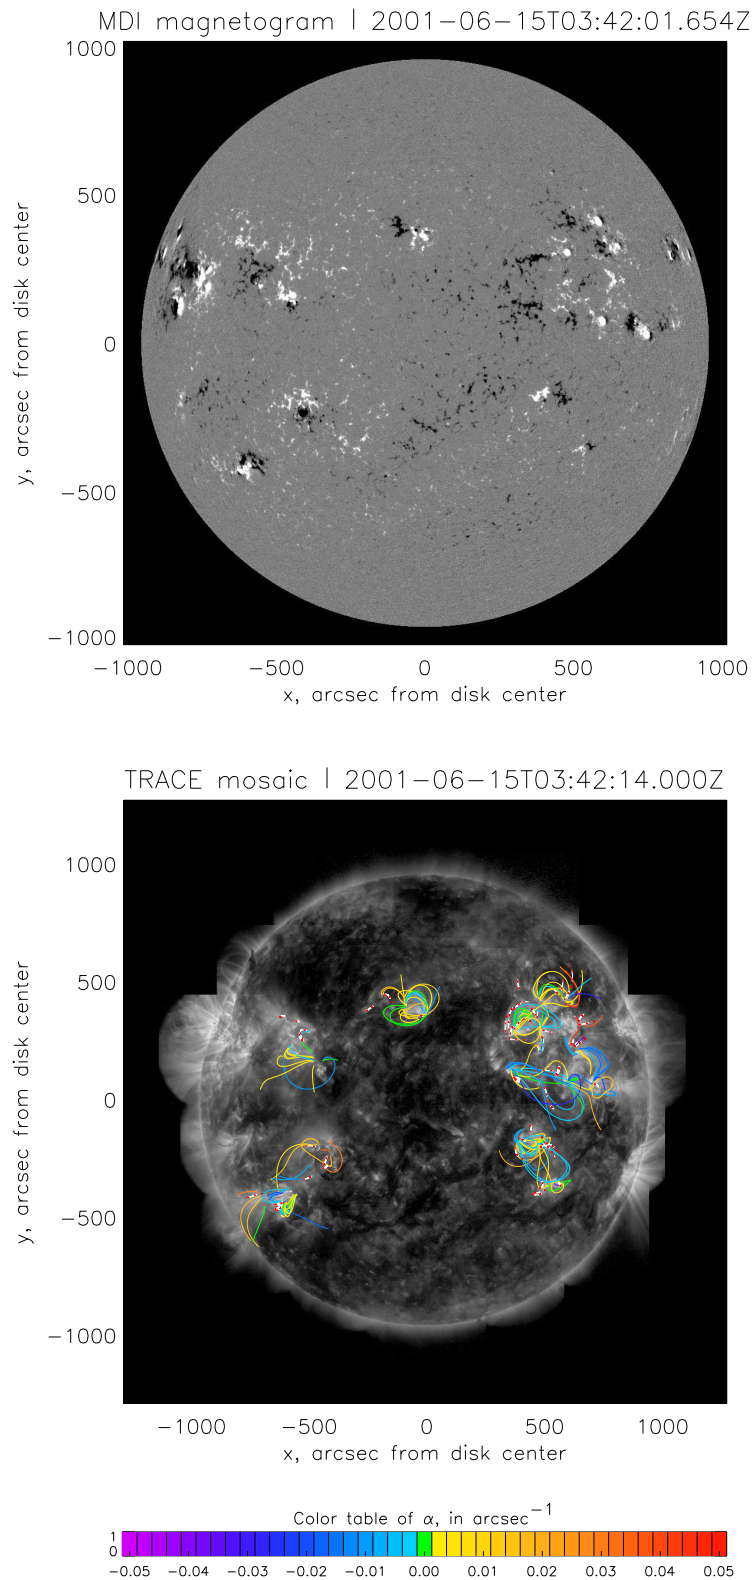 MDI magnetogram | 2001-06-15T03:42:01.654Z
1000
500
0
−500
−1000
y, arcsec from disk center
−1000 −500 0 500 1000
x, arcsec from disk center
TRACE mosaic | 2001-06-15T03:42:14.000Z
1000
500
0
−500
−1000
y, arcsec from disk center
−1000 −500 0 500 1000
x, arcsec from disk center
Color table of α, in arcsec⁻¹
1
0
−0.05 −0.04 −0.03 −0.02 −0.01 0.00 0.01 0.02 0.03 0.04 0.05